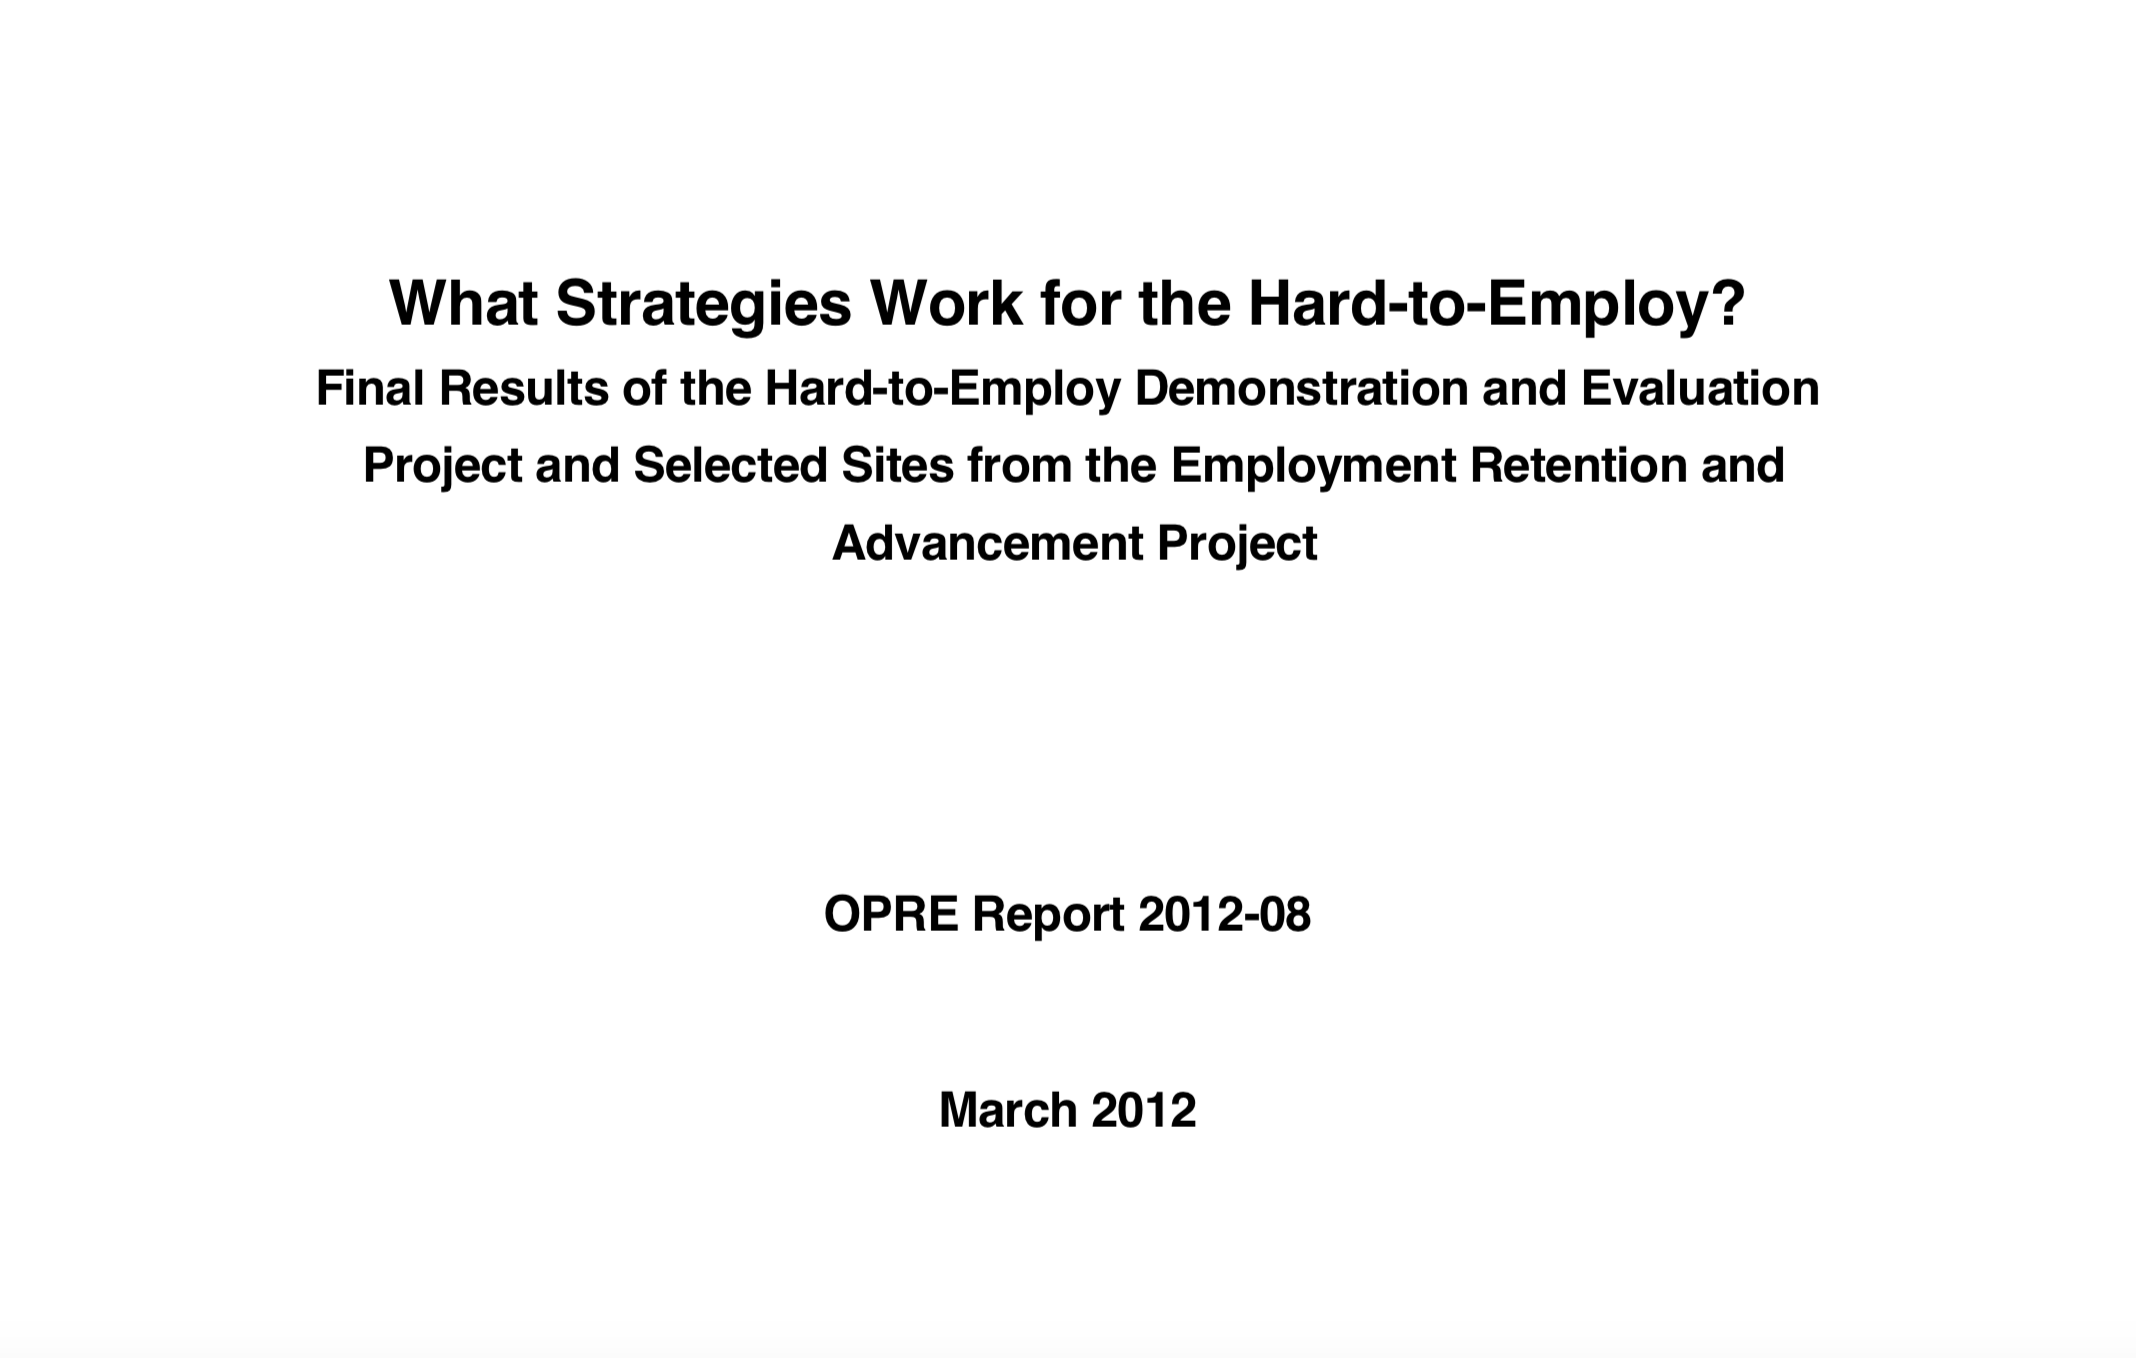 What Strategies Work for the Hard-to-Employ?
Final Results of the Hard-to-Employ Demonstration and Evaluation
Project and Selected Sites from the Employment Retention and
Advancement Project
OPRE Report 2012-08
March 2012